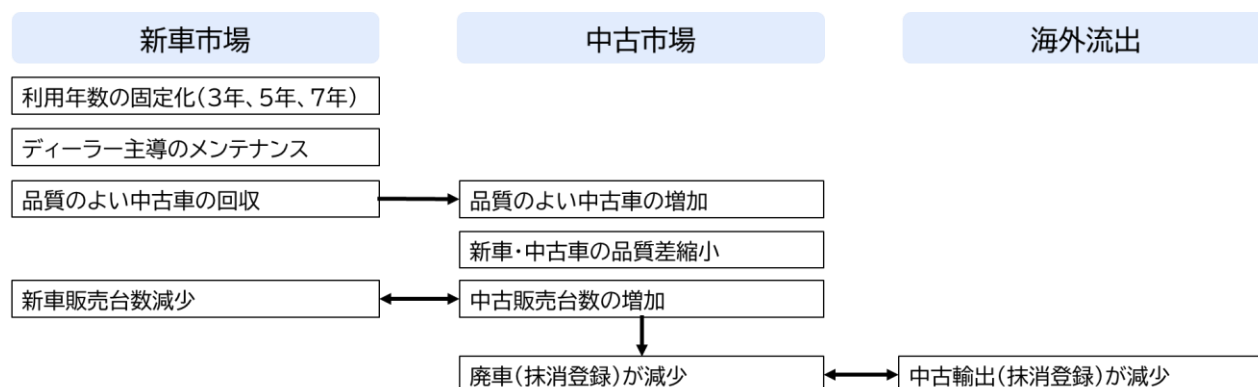 新車市場
中古市場
海外流出
利用年数の固定化(3年、5年、7年)
ディーラー主導のメンテナンス
品質のよい中古車の回収
品質のよい中古車の増加
新車・中古車の品質差縮小
新車販売台数減少
中古販売台数の増加
廃車(抹消登録)が減少
中古輸出(抹消登録)が減少